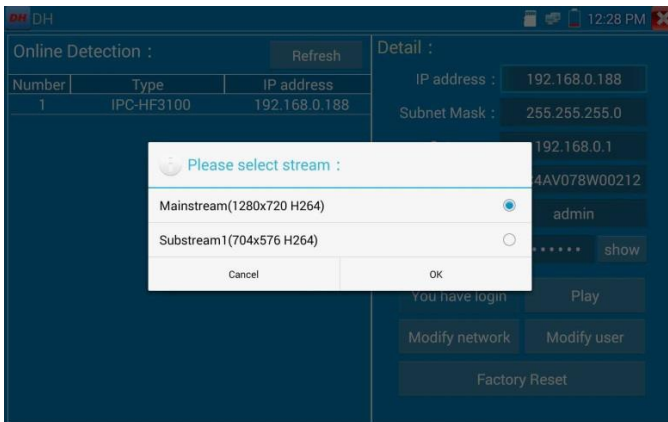 DH DH 12:28 PM
Online Detection : Refresh
Number Type IP address
1 IPC-HF3100 192.168.0.188
Detail :
IP address : 192.168.0.188
Subnet Mask : 255.255.255.0
192.168.0.1
4AV078W00212
admin
show
You have login Play
Modify network Modify user
Factory Reset
Please select stream :
Mainstream(1280x720 H264)
Substream1(704x576 H264)
Cancel OK